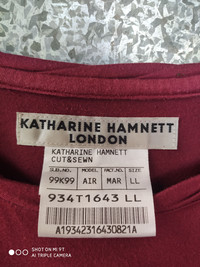 KATHARINE HAMNETT
LONDON
KATHARINE HAMNETT
CUT&SEWN
SUB.NO. MODEL FACT.NO. SIZE
99K99 AIR MAR LL
934T1643 LL
A19342316430821A
SHOT ON MI 9T
AI TRIPLE CAMERA